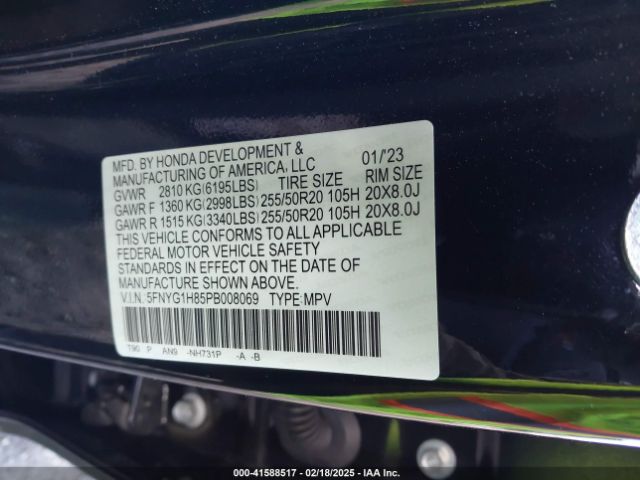 MFD. BY HONDA DEVELOPMENT &
MANUFACTURING OF AMERICA, LLC 01/'23
GVWR 2810 KG (6195LBS) TIRE SIZE RIM SIZE
GAWR F 1360 KG (2998LBS) 255/50R20 105H 20X8.0J
GAWR R 1515 KG (3340LBS) 255/50R20 105H 20X8.0J
THIS VEHICLE CONFORMS TO ALL APPLICABLE
FEDERAL MOTOR VEHICLE SAFETY
STANDARDS IN EFFECT ON THE DATE OF
MANUFACTURE SHOWN ABOVE.
V.I.N. 5FNYG1H85PB008069 TYPE:MPV
T90 P AN9 -NH731P -A -B
000-41588517 - 02/18/2025 - IAA Inc.